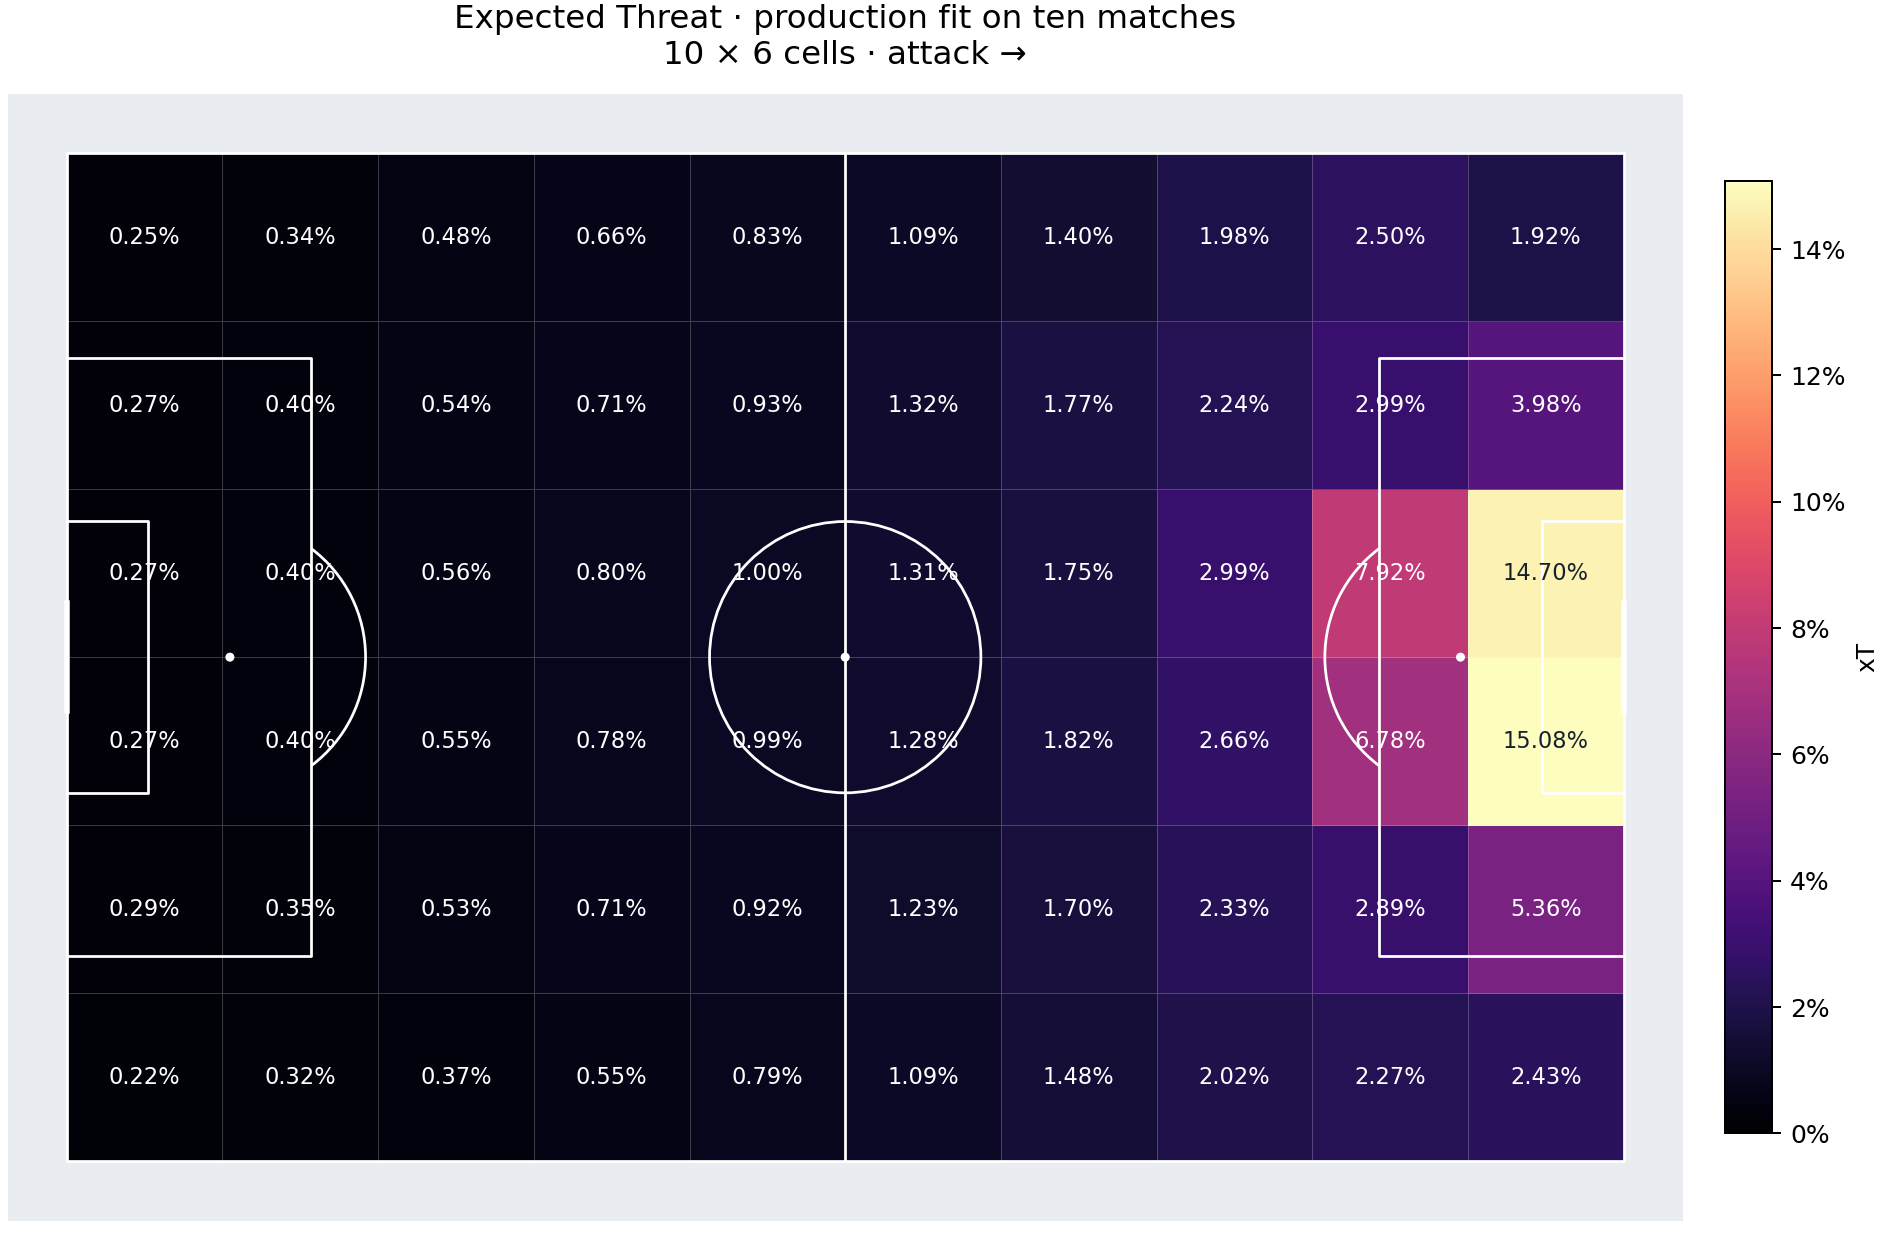 Expected Threat · production fit on ten matches
10 × 6 cells · attack →
0.25% 0.34% 0.48% 0.66% 0.83% 1.09% 1.40% 1.98% 2.50% 1.92%
0.27% 0.40% 0.54% 0.71% 0.93% 1.32% 1.77% 2.24% 2.99% 3.98%
0.27% 0.40% 0.56% 0.80% 1.00% 1.31% 1.75% 2.99% 7.92% 14.70%
0.27% 0.40% 0.55% 0.78% 0.99% 1.28% 1.82% 2.66% 6.78% 15.08%
0.29% 0.35% 0.53% 0.71% 0.92% 1.23% 1.70% 2.33% 2.89% 5.36%
0.22% 0.32% 0.37% 0.55% 0.79% 1.09% 1.48% 2.02% 2.27% 2.43%
14%
12%
10%
8%
6%
4%
2%
0%
xT